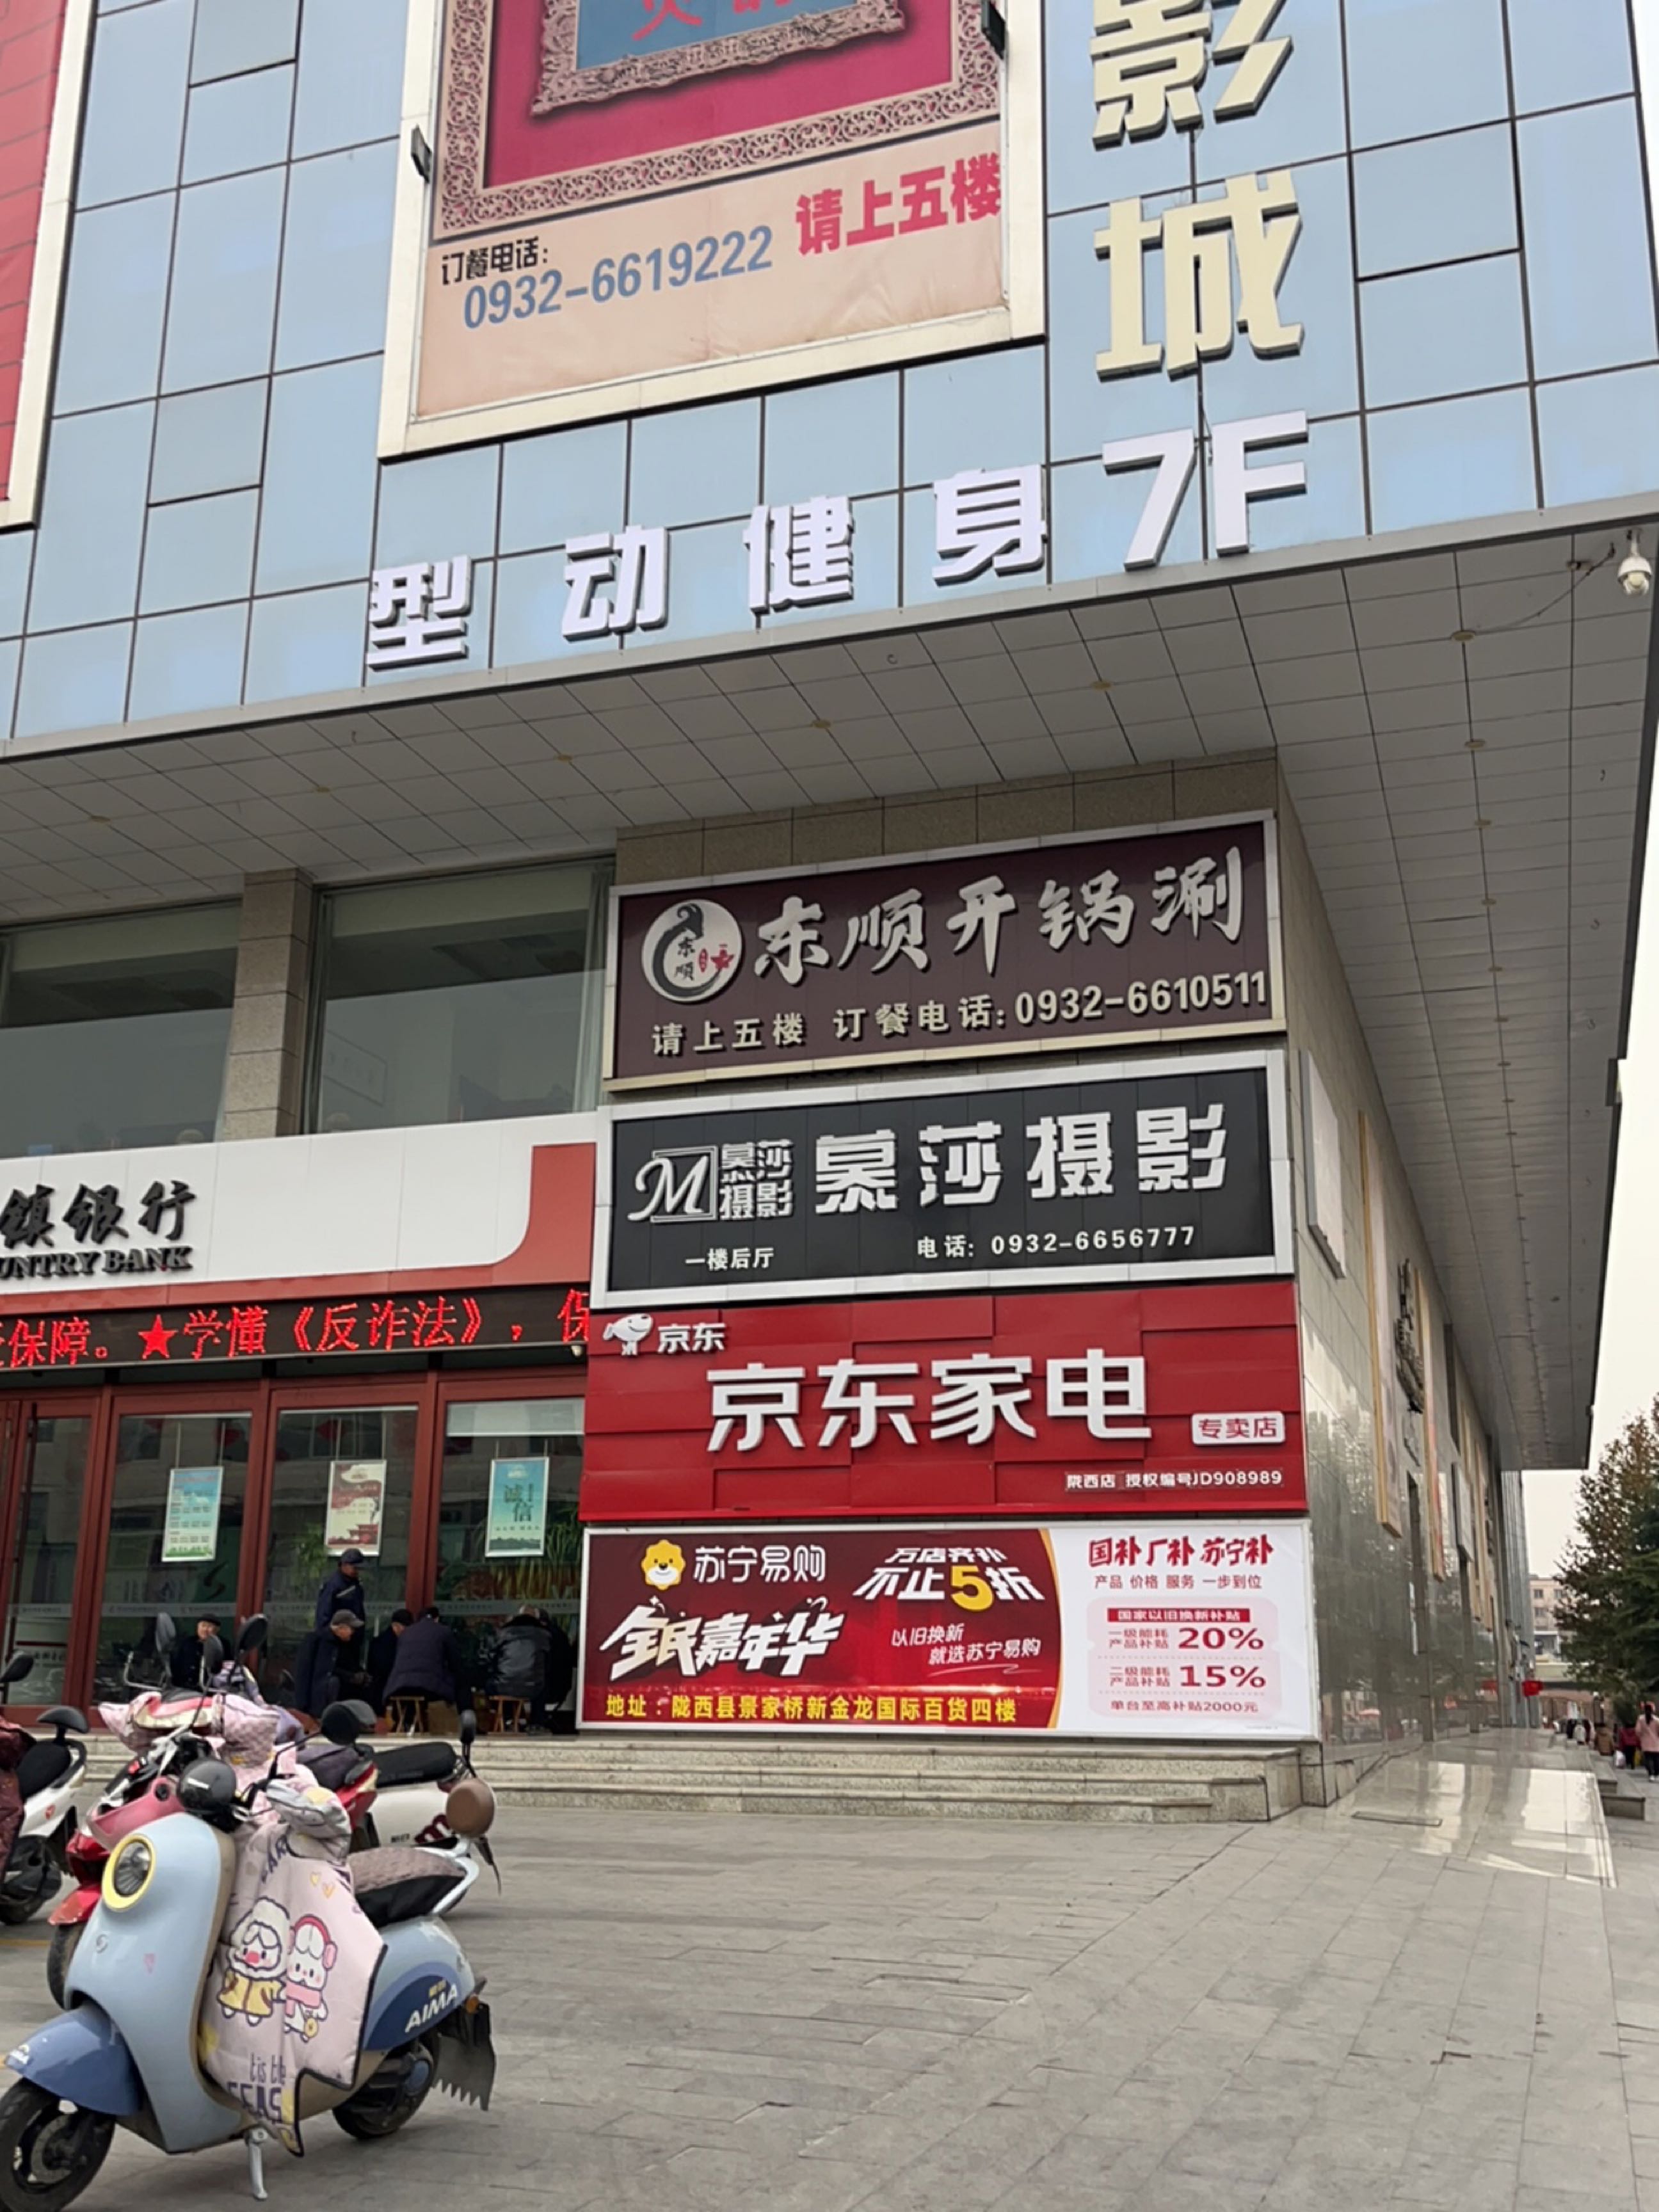 影城
请上五楼
订餐电话:
0932-6619222
型动健身7F
东顺
东顺开锅涮
请上五楼 订餐电话:0932-6610511
慕莎
摄影
慕莎摄影
一楼后厅
电话: 0932-6656777
镇银行
UNTRY BANK
保障。★学懂《反诈法》，保
京东
京东家电
专卖店
陇西店 授权编号JD908989
诚信
苏宁易购
万店齐补
不止5折
全民嘉年华
以旧换新
就选苏宁易购
地址:陇西县景家桥新金龙国际百货四楼
国补厂补苏宁补
产品 价格 服务 一步到位
国家以旧换新补贴
一级能耗
产品补贴 20%
二级能耗
产品补贴 15%
单台至高补贴2000元
AIMA